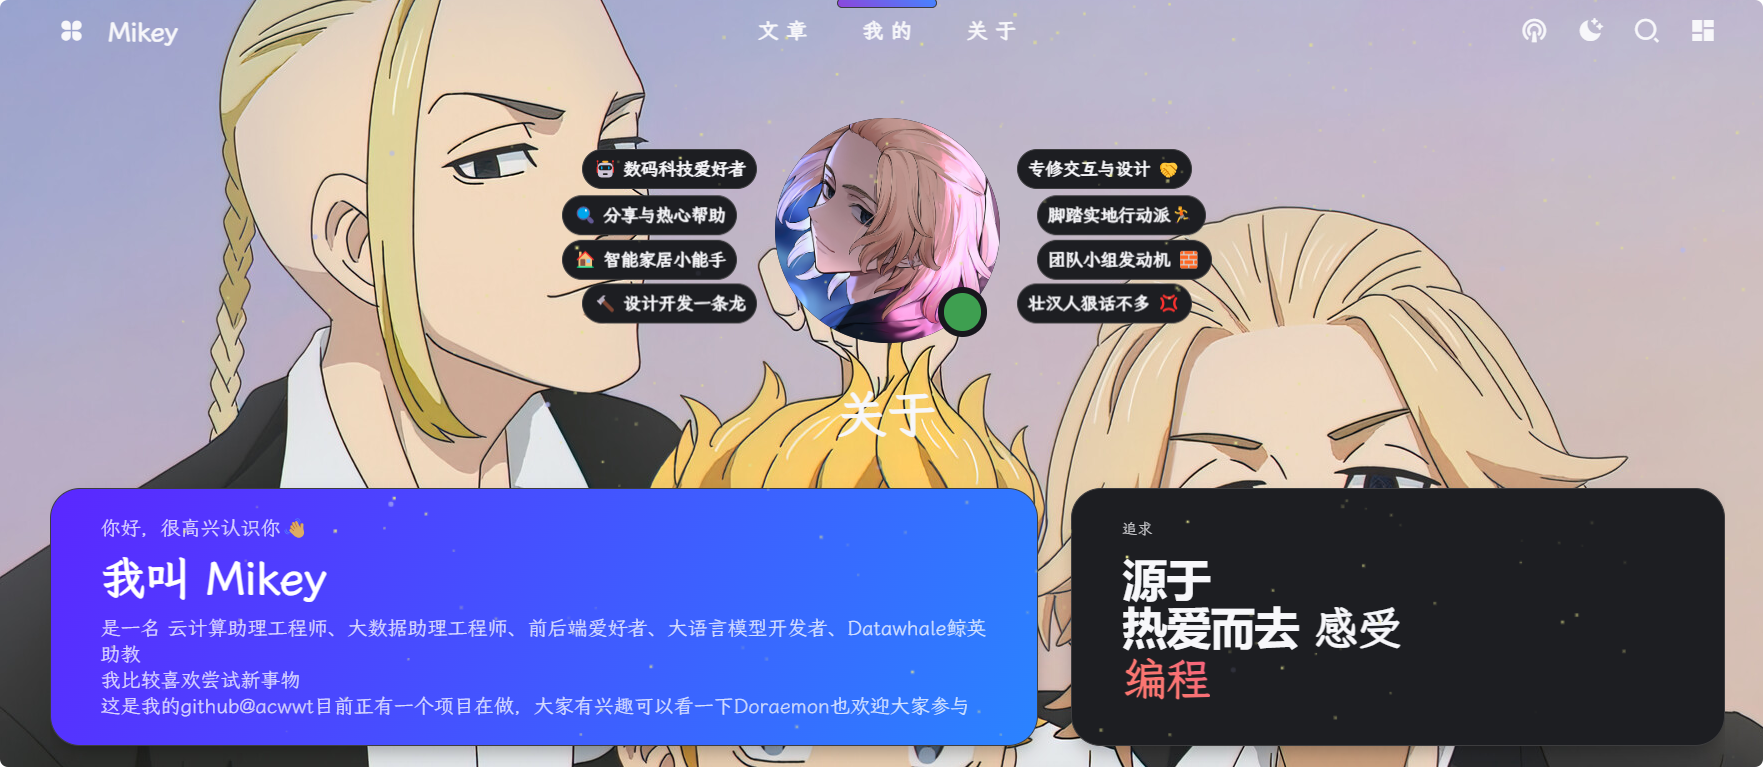 Mikey
文章 我的 关于
数码科技爱好者
分享与热心帮助
智能家居小能手
设计开发一条龙
专修交互与设计
脚踏实地行动派
团队小组发动机
壮汉人狠话不多
关于
你好，很高兴认识你
我叫 Mikey
是一名 云计算助理工程师、大数据助理工程师、前后端爱好者、大语言模型开发者、Datawhale鲸英
助教
我比较喜欢尝试新事物
这是我的github@acwwt目前正有一个项目在做，大家有兴趣可以看一下Doraemon也欢迎大家参与
追求
源于
热爱而去 感受
编程